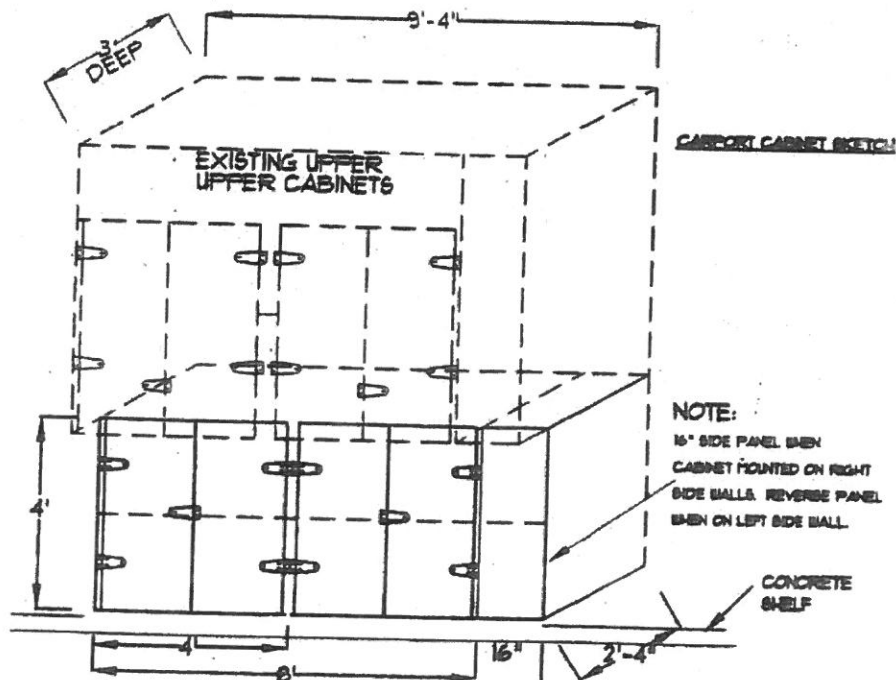 9'-4"
3'
DEEP
CARPORT CABINET SKETCH
EXISTING UPPER
UPPER CABINETS
NOTE:
16" SIDE PANEL WHEN
CABINET MOUNTED ON RIGHT
SIDE WALLS. REVERSE PANEL
WHEN ON LEFT SIDE WALL.
4'
CONCRETE
SHELF
4'
16"
2'-4"
8'